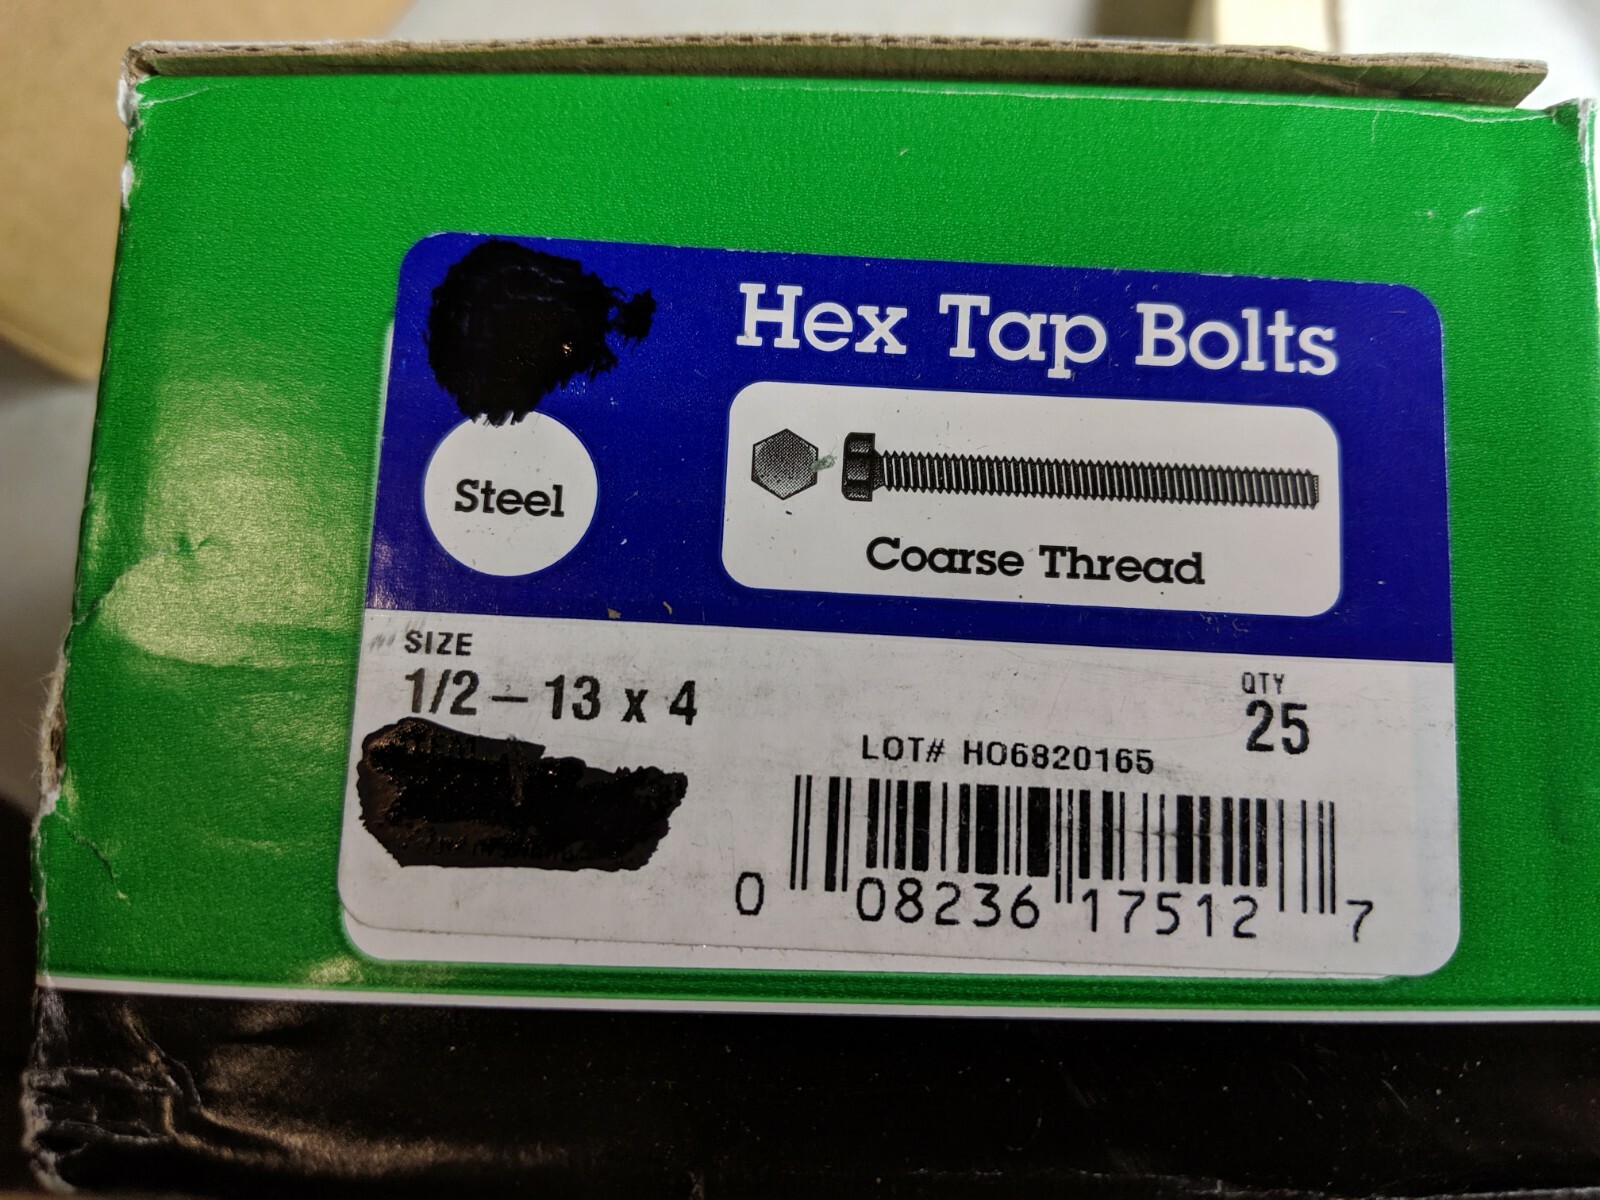 Hex Tap Bolts
Steel
Coarse Thread
SIZE
1/2 – 13 x 4
QTY
25
LOT# HO6820165
0 08236 17512 7